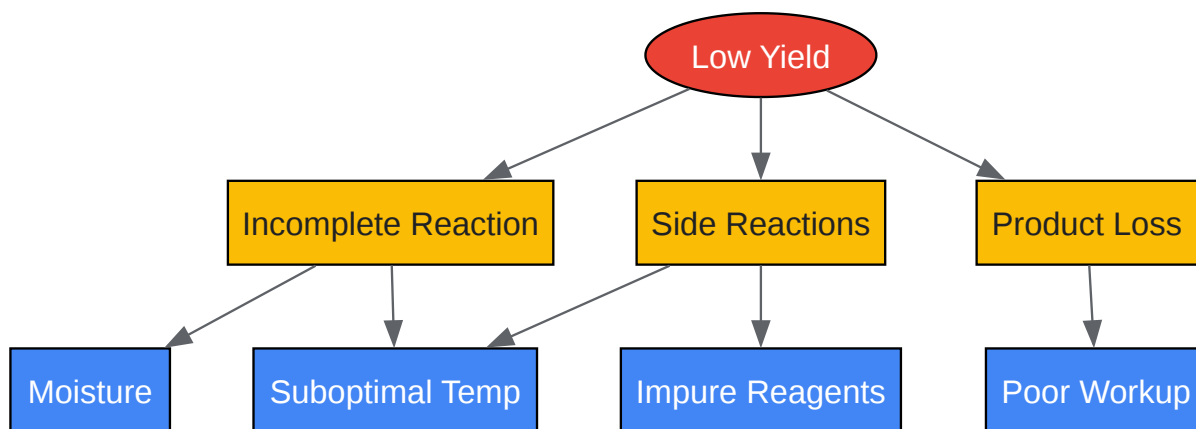 Low Yield
Incomplete Reaction
Side Reactions
Product Loss
Moisture
Suboptimal Temp
Impure Reagents
Poor Workup